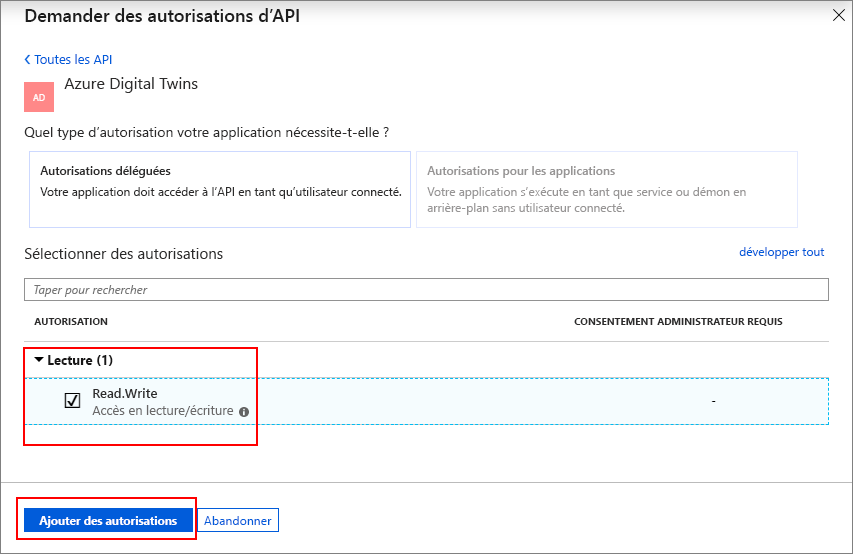 Demander des autorisations d’API
Toutes les API
AD
Azure Digital Twins
Quel type d’autorisation votre application nécessite-t-elle ?
Autorisations déléguées
Votre application doit accéder à l’API en tant qu’utilisateur connecté.
Autorisations pour les applications
Votre application s’exécute en tant que service ou démon en
arrière-plan sans utilisateur connecté.
Sélectionner des autorisations
développer tout
Taper pour rechercher
AUTORISATION
CONSENTEMENT ADMINISTRATEUR REQUIS
Lecture (1)
Read.Write
Accès en lecture/écriture
-
Ajouter des autorisations
Abandonner